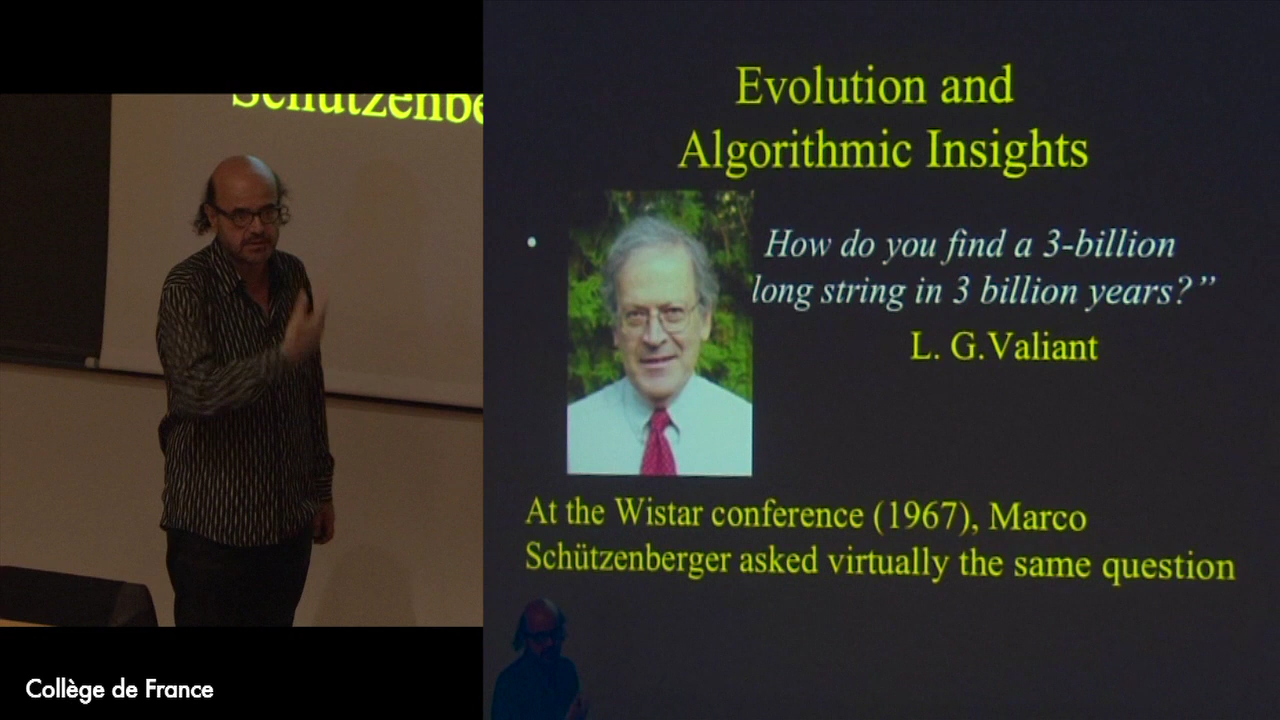 Schützenbe
Evolution and
Algorithmic Insights
• How do you find a 3-billion
long string in 3 billion years?”
L. G.Valiant
At the Wistar conference (1967), Marco
Schützenberger asked virtually the same question
Collège de France